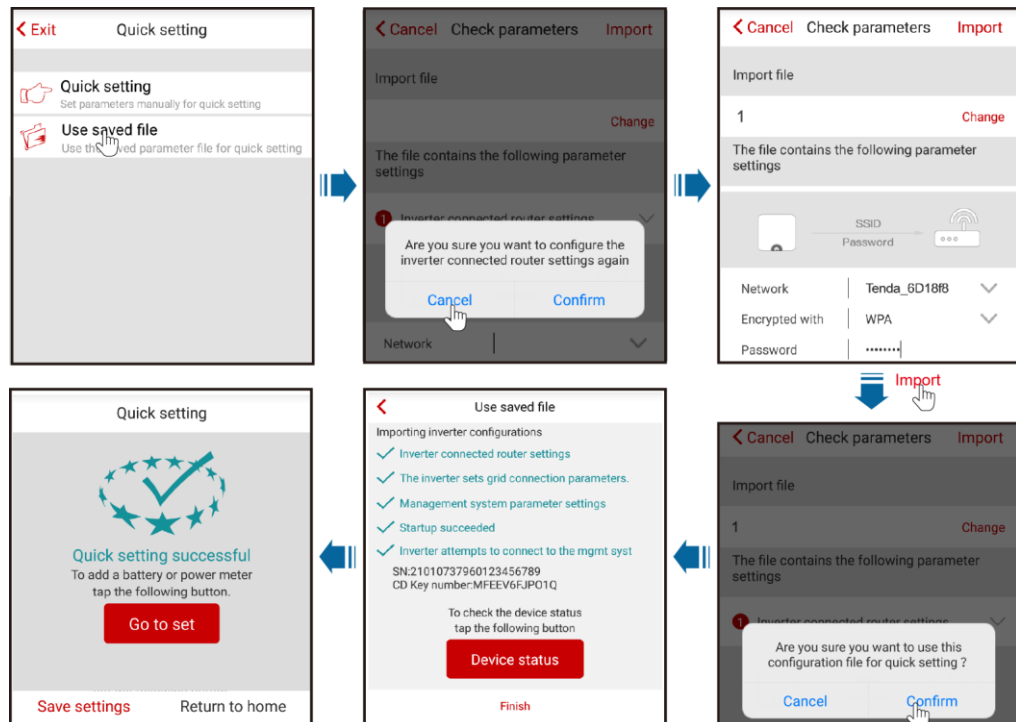 Exit Quick setting
Quick setting
Set parameters manually for quick setting
Use saved file
Use the saved parameter file for quick setting
Cancel Check parameters Import
Import file
Change
The file contains the following parameter
settings
1 Inverter connected router settings
Are you sure you want to configure the
inverter connected router settings again
Cancel Confirm
Network
Cancel Check parameters Import
Import file
1 Change
The file contains the following parameter
settings
SSID
Password
Network Tenda_6D18f8
Encrypted with WPA
Password ••••••••
Import
Cancel Check parameters Import
Import file
1 Change
The file contains the following parameter
settings
1 Inverter connected router settings
Are you sure you want to use this
configuration file for quick setting ?
Cancel Confirm
Use saved file
Importing inverter configurations
Inverter connected router settings
The inverter sets grid connection parameters.
Management system parameter settings
Startup succeeded
Inverter attempts to connect to the mgmt syst
SN:21010737960123456789
CD Key number:MFEEV6FJPO1Q
To check the device status
tap the following button
Device status
Finish
Quick setting
Quick setting successful
To add a battery or power meter
tap the following button.
Go to set
Save settings Return to home